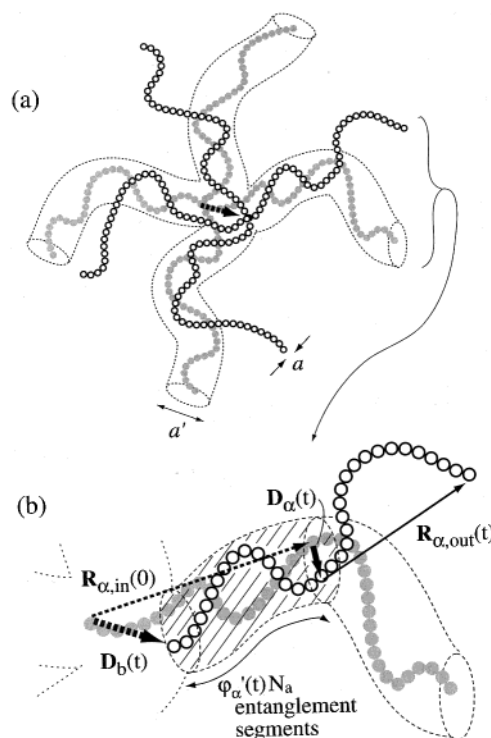 (a)
a
a'
(b)
D_α(t)
R_α,in(0)
R_α,out(t)
D_b(t)
φ_α'(t) N_a
entanglement
segments